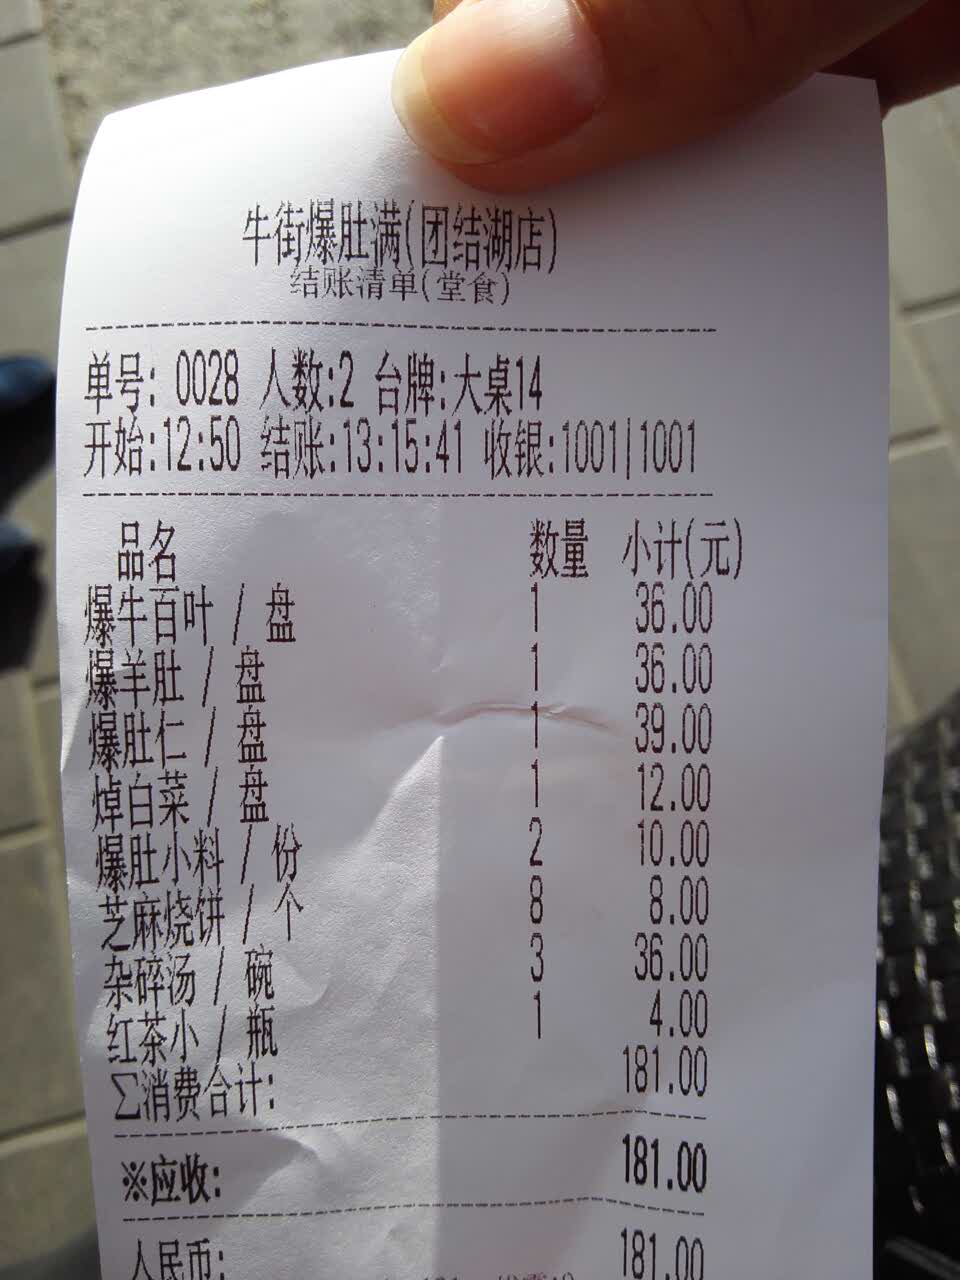 牛街爆肚满(团结湖店)
结账清单(堂食)
单号: 0028 人数:2 台牌:大桌14
开始:12:50 结账:13:15:41 收银:1001|1001
品名 数量 小计(元)
爆牛百叶 / 盘 1 36.00
爆羊肚 / 盘 1 36.00
爆肚仁 / 盘 1 39.00
焯白菜 / 盘 1 12.00
爆肚小料 / 份 2 10.00
芝麻烧饼 / 个 8 8.00
杂碎汤 / 碗 3 36.00
红茶小 / 瓶 1 4.00
∑消费合计: 181.00
※应收: 181.00
人民币: 181.00